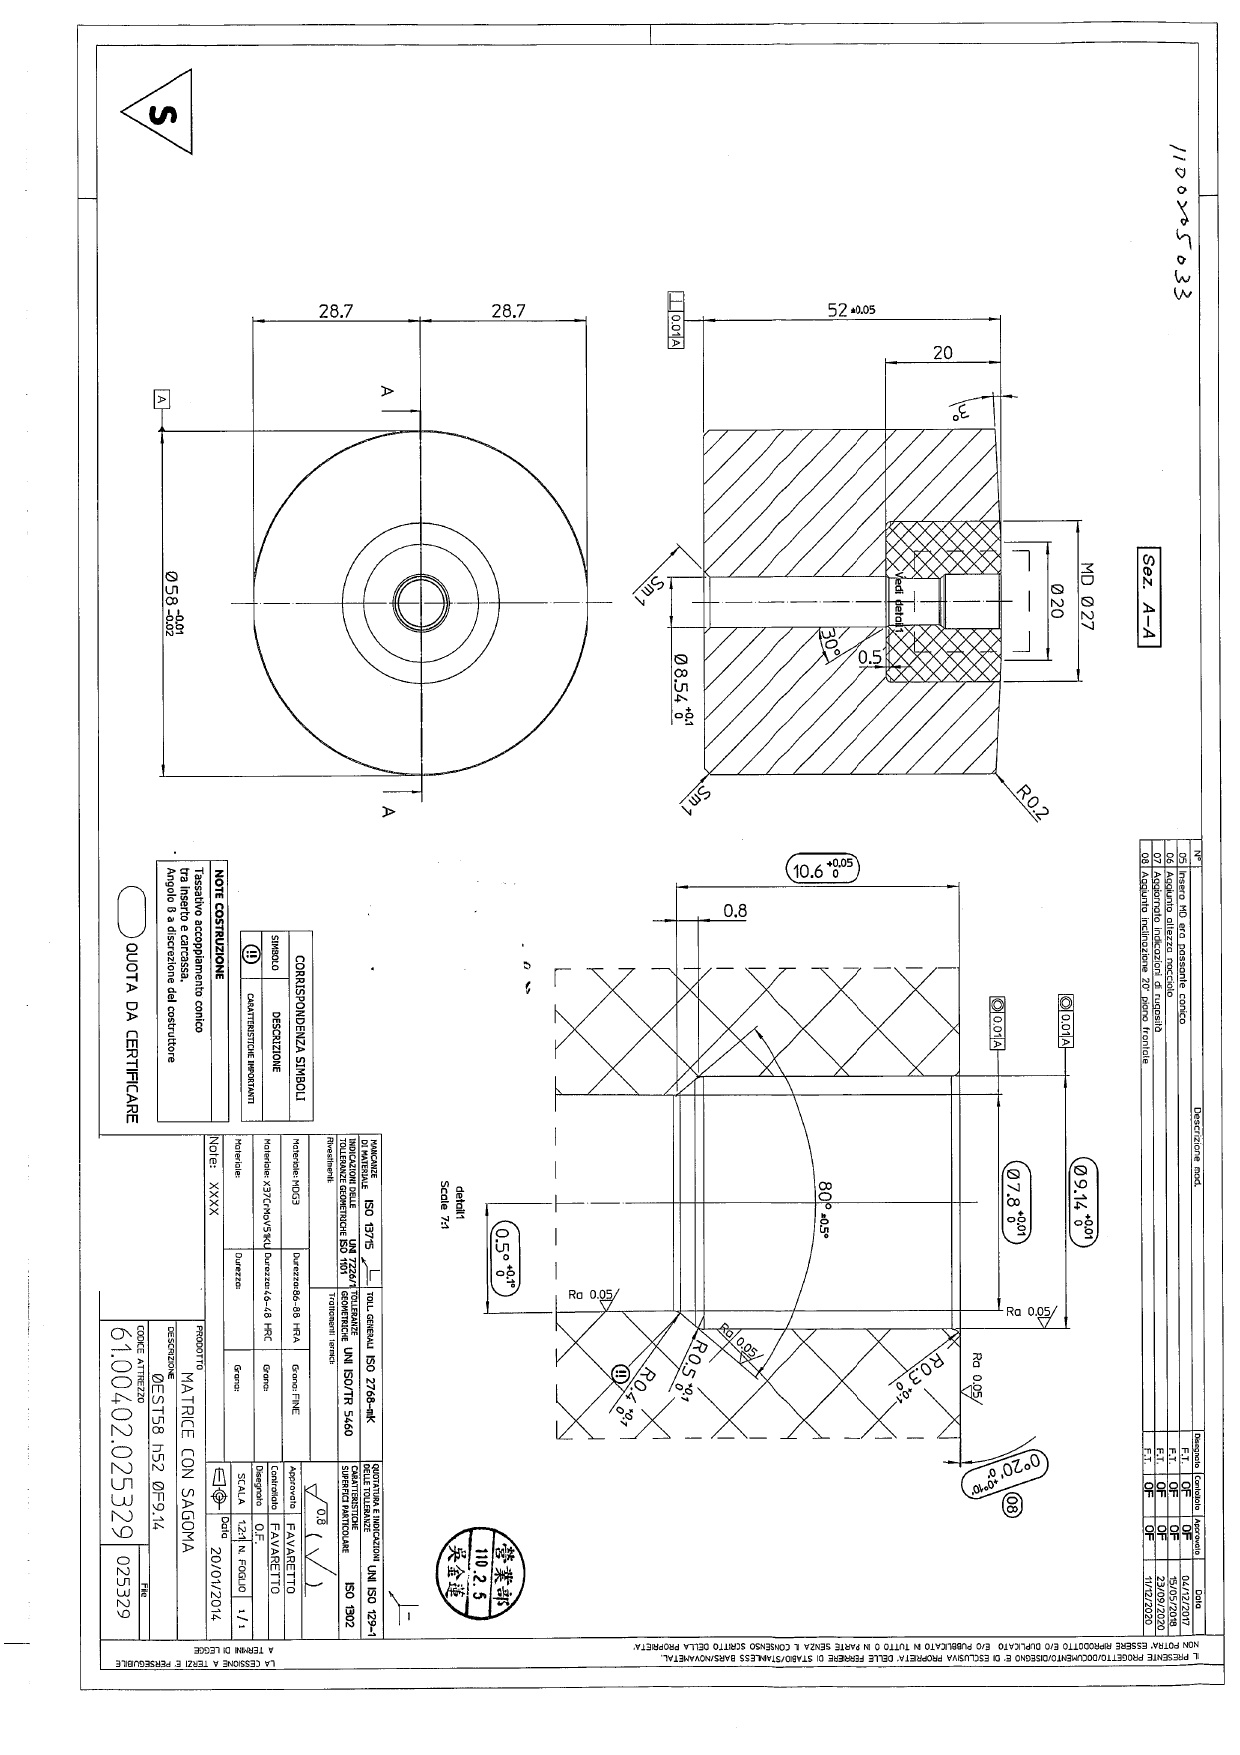 S
1100205033
28.7
28.7
A
A
A
Ø58 -0.01 -0.02
⊥ 0.01 A
52 ±0.05
20
3°
Sez. A-A
MD Ø27
Ø20
Vedi detail1
30°
0.5
Ø8.54 +0.1 0
Sm1
Sm1
R0.2
10.6 +0.05 0
0.8
◎ 0.01 A
◎ 0.01 A
80° ±0.5°
Ø7.8 +0.01 0
Ø9.14 +0.01 0
0.5° +0.1° 0
detail1
Scale 7:1
Ra 0.05
Ra 0.05
Ra 0.05
Ra 0.05
R0.5 +0.1 0
R0.4 +0.1 0
R0.3 +0.1 0
(!!)
0°20' +0°10' 0'
08
N° Descrizione mod. Disegnato Controllato Approvato Data
05 Insero MD era passante conico F.T. OF OF 04/12/2017
06 Aggiunta altezza nocciolo F.T. OF OF 15/05/2018
07 Aggiornato indicazioni di rugosità F.T. OF OF 23/09/2020
08 Aggiunta inclinazione 20' piano frontale F.T. OF OF 11/12/2020
CORRISPONDENZA SIMBOLI
SIMBOLO DESCRIZIONE
(!!) CARATTERISTICHE IMPORTANTI
NOTE COSTRUZIONE
Tassativo accoppiamento conico
tra inserto e carcassa.
Angolo ß a discrezione del costruttore
QUOTA DA CERTIFICARE
MANCANZE DI MATERIALE ISO 13715
TOLL GENERALI ISO 2768-mK
QUOTATURA E INDICAZIONI DELLE TOLLERANZE UNI ISO 129-1
INDICAZIONI DELLE TOLLERANZE GEOMETRICHE UNI 7226/1 ISO 1101
TOLLERANZE GEOMETRICHE UNI ISO/TR 5460
CARATTERISTICHE SUPERFICI PARTICOLARE ISO 1302
Rivestimenti:
Trattamenti termici:
0.8
Materiale: MDG3 Durezza: 86-88 HRA Grana: FINE
Materiale: X37CrMoV51KU Durezza: 46-48 HRC Grana:
Materiale: Durezza: Grana:
Approvato FAVARETTO
Controllato FAVARETTO
Disegnato O.F.
SCALA 1.2:1 N. FOGLIO 1/1
Note: XXXX
Data 20/01/2014
PRODOTTO
MATRICE CON SAGOMA
DESCRIZIONE
ØEST58 h52 ØF9.14
CODICE ATTREZZO
61.00402.025329
File
025329
營業部
110.2.5
吳金蓮
IL PRESENTE PROGETTO/DOCUMENTO/DISEGNO E' DI ESCLUSIVA PROPRIETA' DELLE FERRIERE DI STABIO/STAINLESS BARS/NOVAMETAL.
NON POTRA' ESSERE RIPRODOTTO E/O DUPLICATO E/O PUBBLICATO IN TUTTO O IN PARTE SENZA IL CONSENSO SCRITTO DELLA PROPRIETA'.
LA CESSIONE A TERZI E' PERSEGUIBILE
A TERMINI DI LEGGE